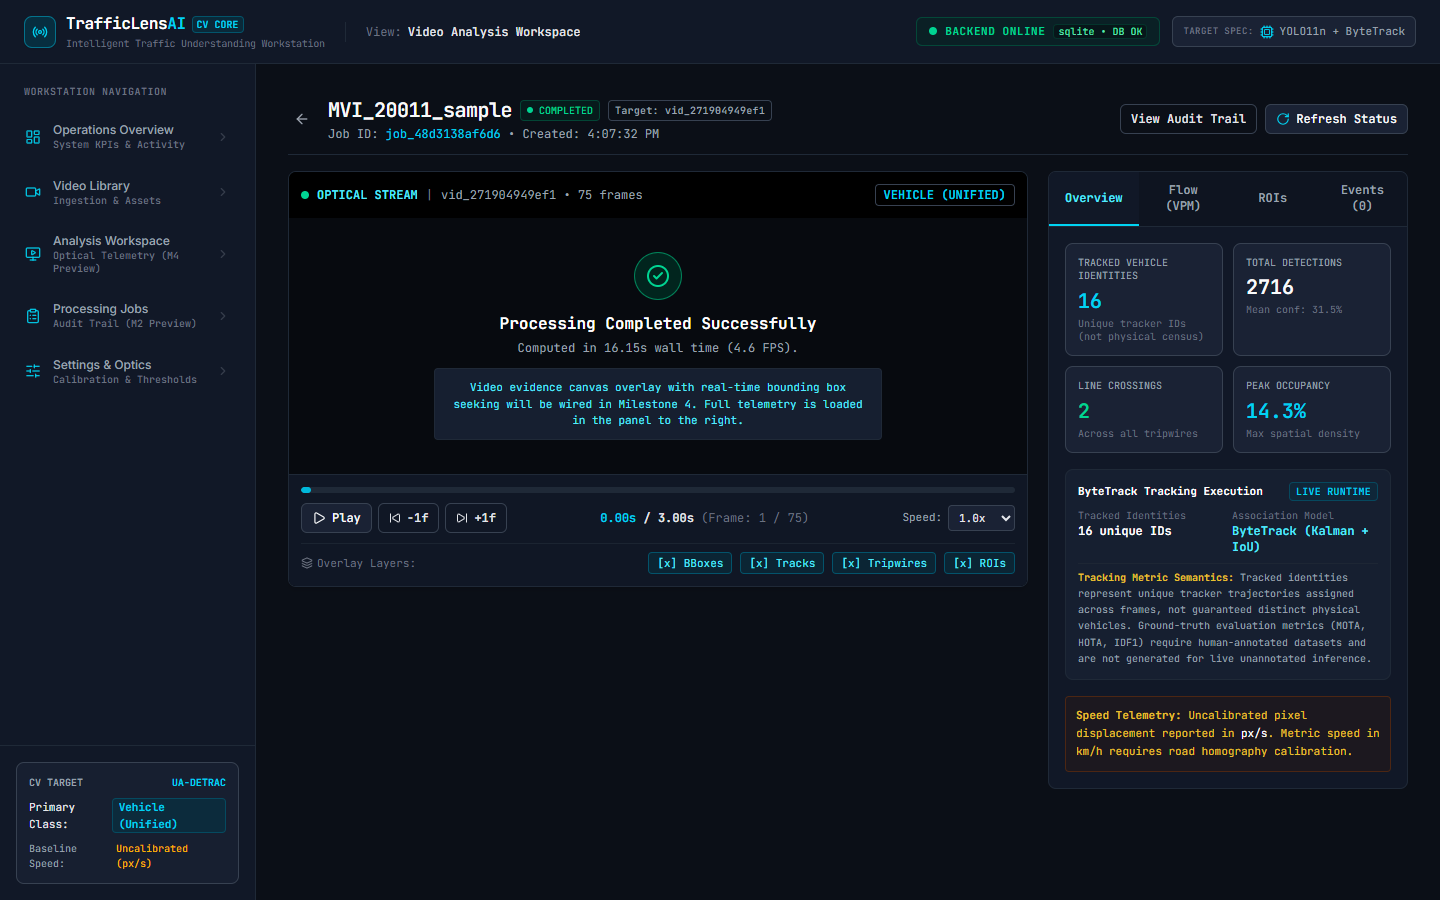 TrafficLensAI CV CORE
Intelligent Traffic Understanding Workstation
View: Video Analysis Workspace
BACKEND ONLINE sqlite • DB OK
TARGET SPEC: YOLO11n + ByteTrack
WORKSTATION NAVIGATION
Operations Overview
System KPIs & Activity
Video Library
Ingestion & Assets
Analysis Workspace
Optical Telemetry (M4
Preview)
Processing Jobs
Audit Trail (M2 Preview)
Settings & Optics
Calibration & Thresholds
CV TARGET UA-DETRAC
Primary
Class:
Vehicle
(Unified)
Baseline
Speed:
Uncalibrated
(px/s)
MVI_20011_sample COMPLETED Target: vid_271904949ef1
Job ID: job_48d3138af6d6 • Created: 4:07:32 PM
View Audit Trail
Refresh Status
OPTICAL STREAM | vid_271904949ef1 • 75 frames
VEHICLE (UNIFIED)
Processing Completed Successfully
Computed in 16.15s wall time (4.6 FPS).
Video evidence canvas overlay with real-time bounding box
seeking will be wired in Milestone 4. Full telemetry is loaded
in the panel to the right.
Play -1f +1f
0.00s / 3.00s (Frame: 1 / 75)
Speed: 1.0x
Overlay Layers:
[x] BBoxes [x] Tracks [x] Tripwires [x] ROIs
Overview
Flow
(VPM)
ROIs
Events
(0)
TRACKED VEHICLE
IDENTITIES
16
Unique tracker IDs
(not physical census)
TOTAL DETECTIONS
2716
Mean conf: 31.5%
LINE CROSSINGS
2
Across all tripwires
PEAK OCCUPANCY
14.3%
Max spatial density
ByteTrack Tracking Execution
LIVE RUNTIME
Tracked Identities
16 unique IDs
Association Model
ByteTrack (Kalman +
IoU)
Tracking Metric Semantics: Tracked identities
represent unique tracker trajectories assigned
across frames, not guaranteed distinct physical
vehicles. Ground-truth evaluation metrics (MOTA,
HOTA, IDF1) require human-annotated datasets and
are not generated for live unannotated inference.
Speed Telemetry: Uncalibrated pixel
displacement reported in px/s. Metric speed in
km/h requires road homography calibration.